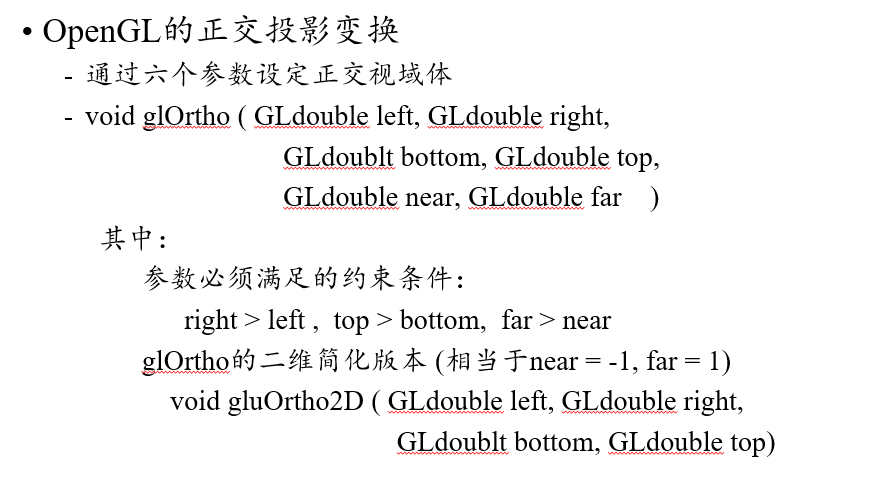 • OpenGL的正交投影变换
- 通过六个参数设定正交视域体
- void glOrtho ( GLdouble left, GLdouble right,
GLdoublt bottom, GLdouble top,
GLdouble near, GLdouble far )
其中：
参数必须满足的约束条件：
right > left , top > bottom, far > near
glOrtho的二维简化版本 (相当于near = -1, far = 1)
void gluOrtho2D ( GLdouble left, GLdouble right,
GLdoublt bottom, GLdouble top)